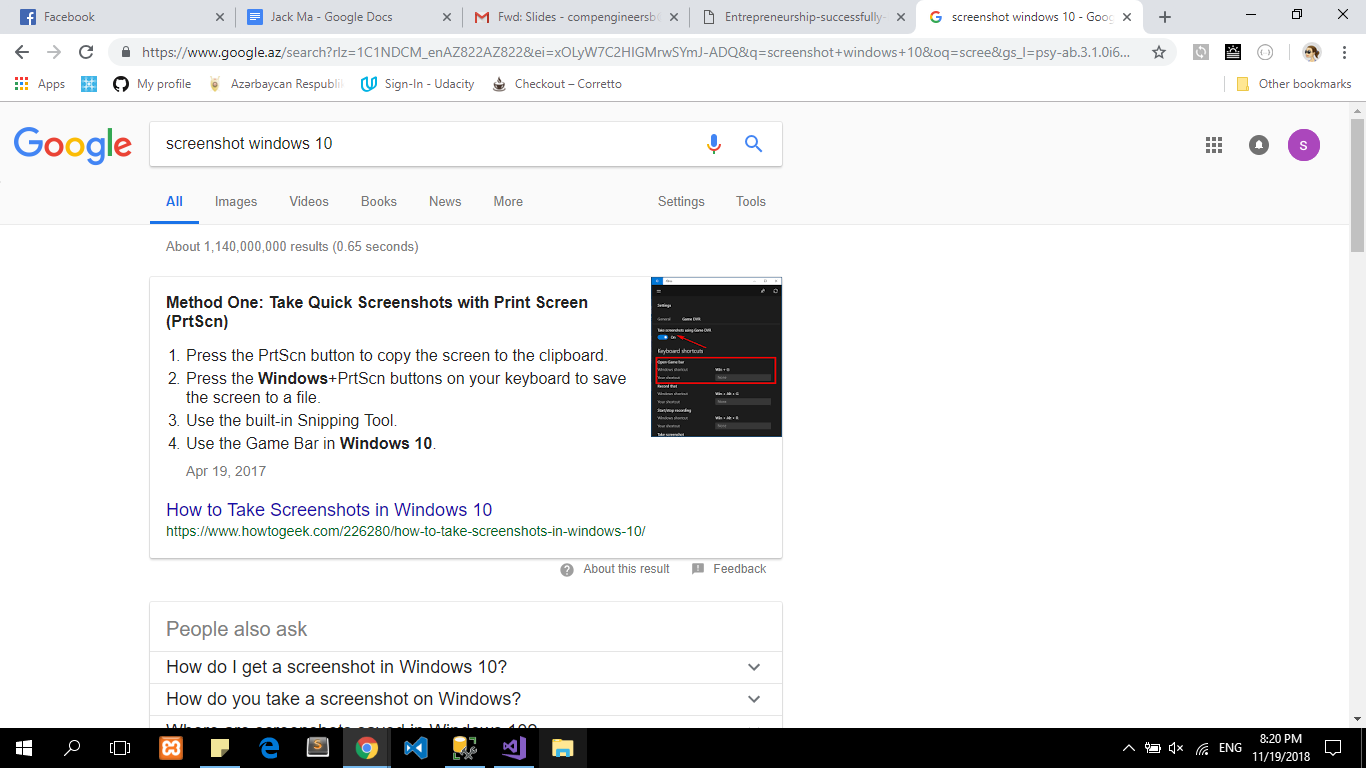 Facebook
Jack Ma - Google Docs
Fwd: Slides - compengineersb
Entrepreneurship-successfully-
screenshot windows 10 - Goog
https://www.google.az/search?rlz=1C1NDCM_enAZ822AZ822&ei=xOLyW7C2HIGMrwSYmJ-ADQ&q=screenshot+windows+10&oq=scree&gs_l=psy-ab.3.1.0i6...
Apps
My profile
Azərbaycan Respubli
Sign-In - Udacity
Checkout – Corretto
Other bookmarks
Google
screenshot windows 10
S
All
Images
Videos
Books
News
More
Settings
Tools
About 1,140,000,000 results (0.65 seconds)
Method One: Take Quick Screenshots with Print Screen
(PrtScn)
1. Press the PrtScn button to copy the screen to the clipboard.
2. Press the Windows+PrtScn buttons on your keyboard to save
the screen to a file.
3. Use the built-in Snipping Tool.
4. Use the Game Bar in Windows 10.
Apr 19, 2017
Settings
General Game DVR
Take screenshots using Game DVR
On
Keyboard shortcuts
Open Game bar
Windows shortcut Win + G
Your shortcut None
Record that
Windows shortcut Win + Alt + G
Your shortcut None
Start/stop recording
Windows shortcut Win + Alt + R
Your shortcut None
Take screenshot
How to Take Screenshots in Windows 10
https://www.howtogeek.com/226280/how-to-take-screenshots-in-windows-10/
About this result
Feedback
People also ask
How do I get a screenshot in Windows 10?
How do you take a screenshot on Windows?
Where are screenshots saved in Windows 10?
ENG
8:20 PM
11/19/2018